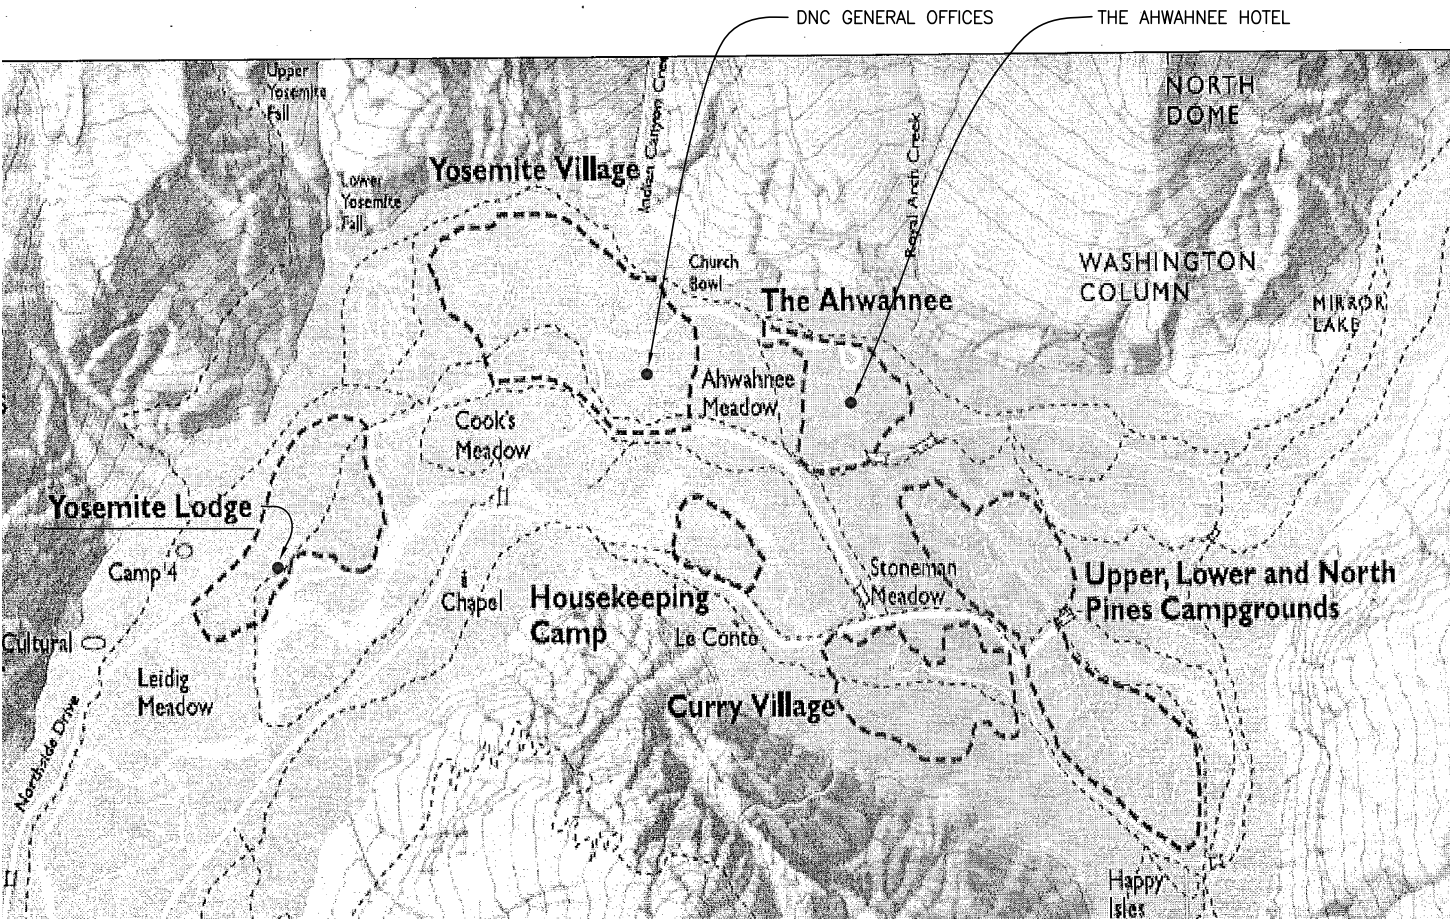 DNC GENERAL OFFICES
THE AHWAHNEE HOTEL
Upper
Yosemite
Fall
Indian Canyon Cre
NORTH
DOME
Yosemite Village
Lower
Yosemite
Fall
Royal Arch Creek
Church
Bowl
WASHINGTON
COLUMN
The Ahwahnee
MIRROR
LAKE
Ahwahnee
Meadow
Cook's
Meadow
Yosemite Lodge
Camp 4
Stoneman
Meadow
Upper, Lower and North
Pines Campgrounds
Chapel
Housekeeping
Camp
Le Conte
Cultural
Leidig
Meadow
Curry Village
Northside Drive
Happy
Isles